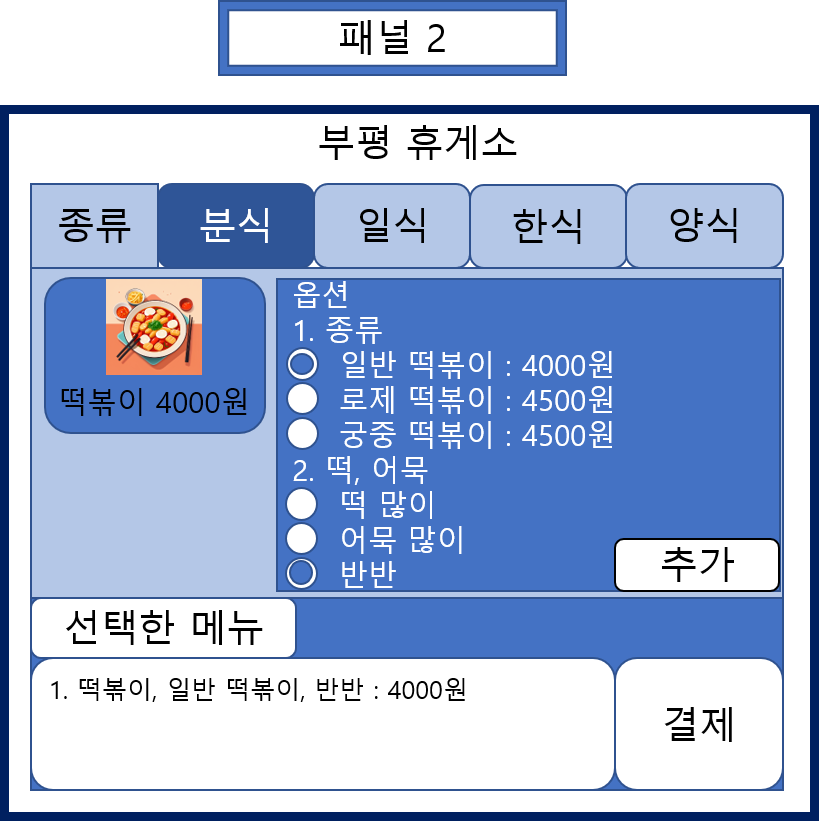 패널 2
부평 휴게소
종류 분식 일식 한식 양식
떡볶이 4000원
옵션
1. 종류
일반 떡볶이 : 4000원
로제 떡볶이 : 4500원
궁중 떡볶이 : 4500원
2. 떡, 어묵
떡 많이
어묵 많이
반반
추가
선택한 메뉴
1. 떡볶이, 일반 떡볶이, 반반 : 4000원
결제